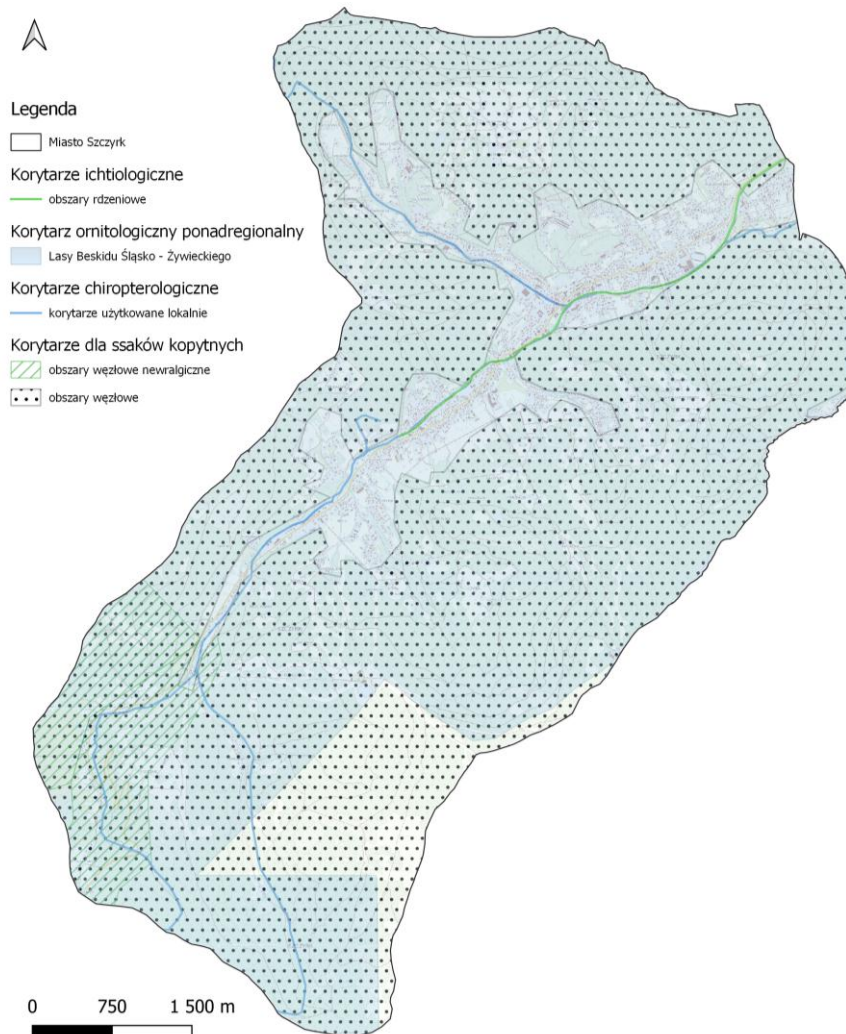 Legenda
Miasto Szczyrk
Korytarze ichtiologiczne
obszary rdzeniowe
Korytarz ornitologiczny ponadregionalny
Lasy Beskidu Śląsko - Żywieckiego
Korytarze chiropterologiczne
korytarze użytkowane lokalnie
Korytarze dla ssaków kopytnych
obszary węzłowe newralgiczne
obszary węzłowe
0 750 1 500 m